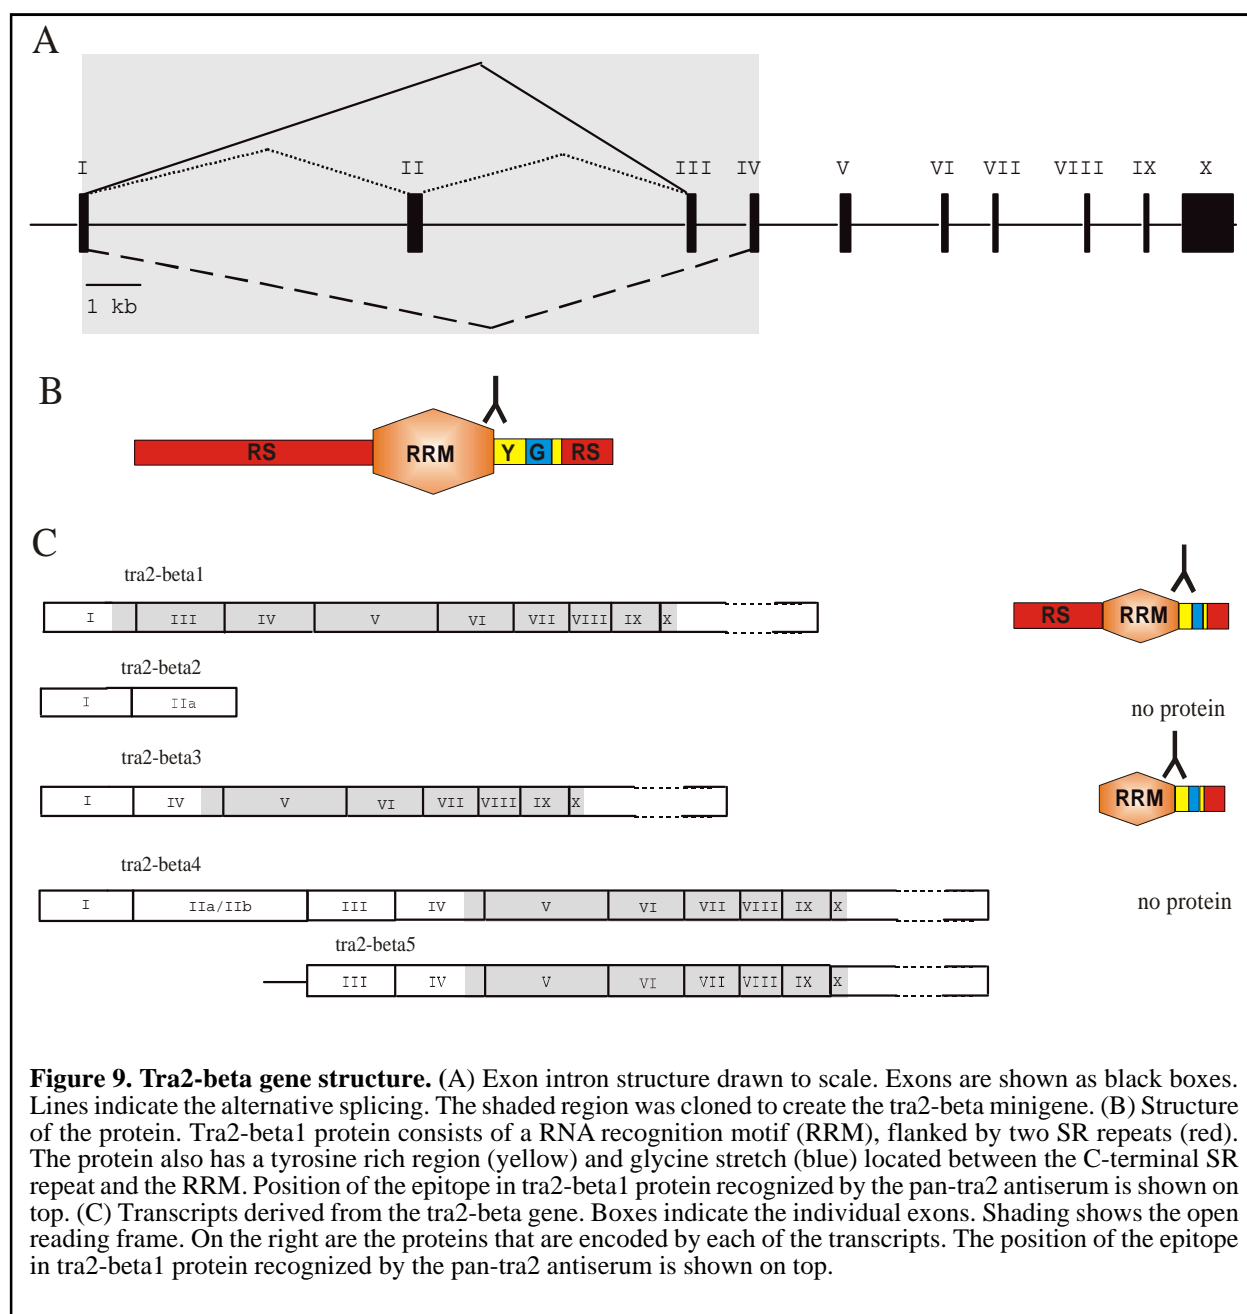 A
I II III IV V VI VII VIII IX X
1 kb
B
RS RRM Y G RS
C
tra2-beta1
I III IV V VI VII VIII IX X
RS RRM
tra2-beta2
I IIa
no protein
tra2-beta3
I IV V VI VII VIII IX X
RRM
tra2-beta4
I IIa/IIb III IV V VI VII VIII IX X
no protein
tra2-beta5
III IV V VI VII VIII IX X
Figure 9. Tra2-beta gene structure. (A) Exon intron structure drawn to scale. Exons are shown as black boxes.
Lines indicate the alternative splicing. The shaded region was cloned to create the tra2-beta minigene. (B) Structure
of the protein. Tra2-beta1 protein consists of a RNA recognition motif (RRM), flanked by two SR repeats (red).
The protein also has a tyrosine rich region (yellow) and glycine stretch (blue) located between the C-terminal SR
repeat and the RRM. Position of the epitope in tra2-beta1 protein recognized by the pan-tra2 antiserum is shown on
top. (C) Transcripts derived from the tra2-beta gene. Boxes indicate the individual exons. Shading shows the open
reading frame. On the right are the proteins that are encoded by each of the transcripts. The position of the epitope
in tra2-beta1 protein recognized by the pan-tra2 antiserum is shown on top.